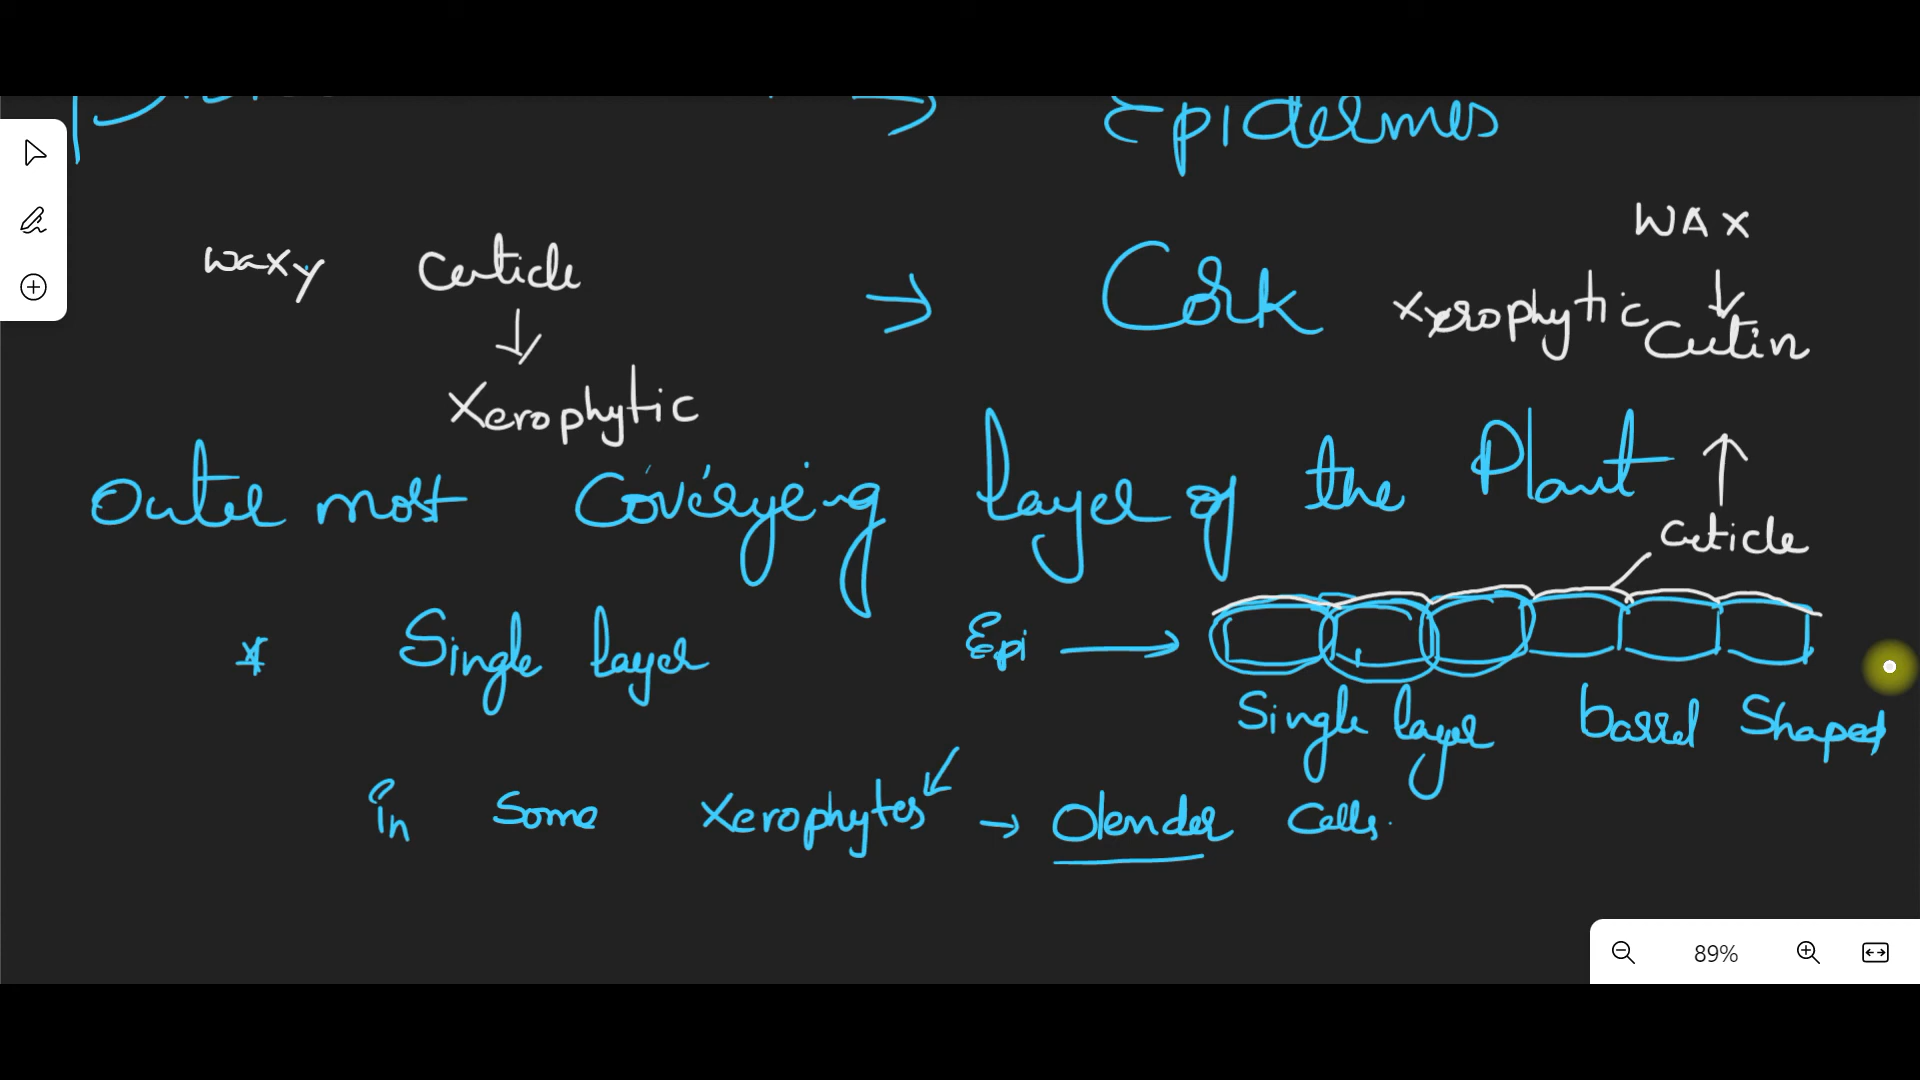 → Epidermis
WAX
waxy Cuticle → Cork Xerophytic ↓ Cutin
↓
Xerophytic
Outer most Coverying layer of the Plant ↑
Cuticle
* Single layer Epi →
Single layer barrel Shaped
in Some Xerophytes → Olender Cells.
89%